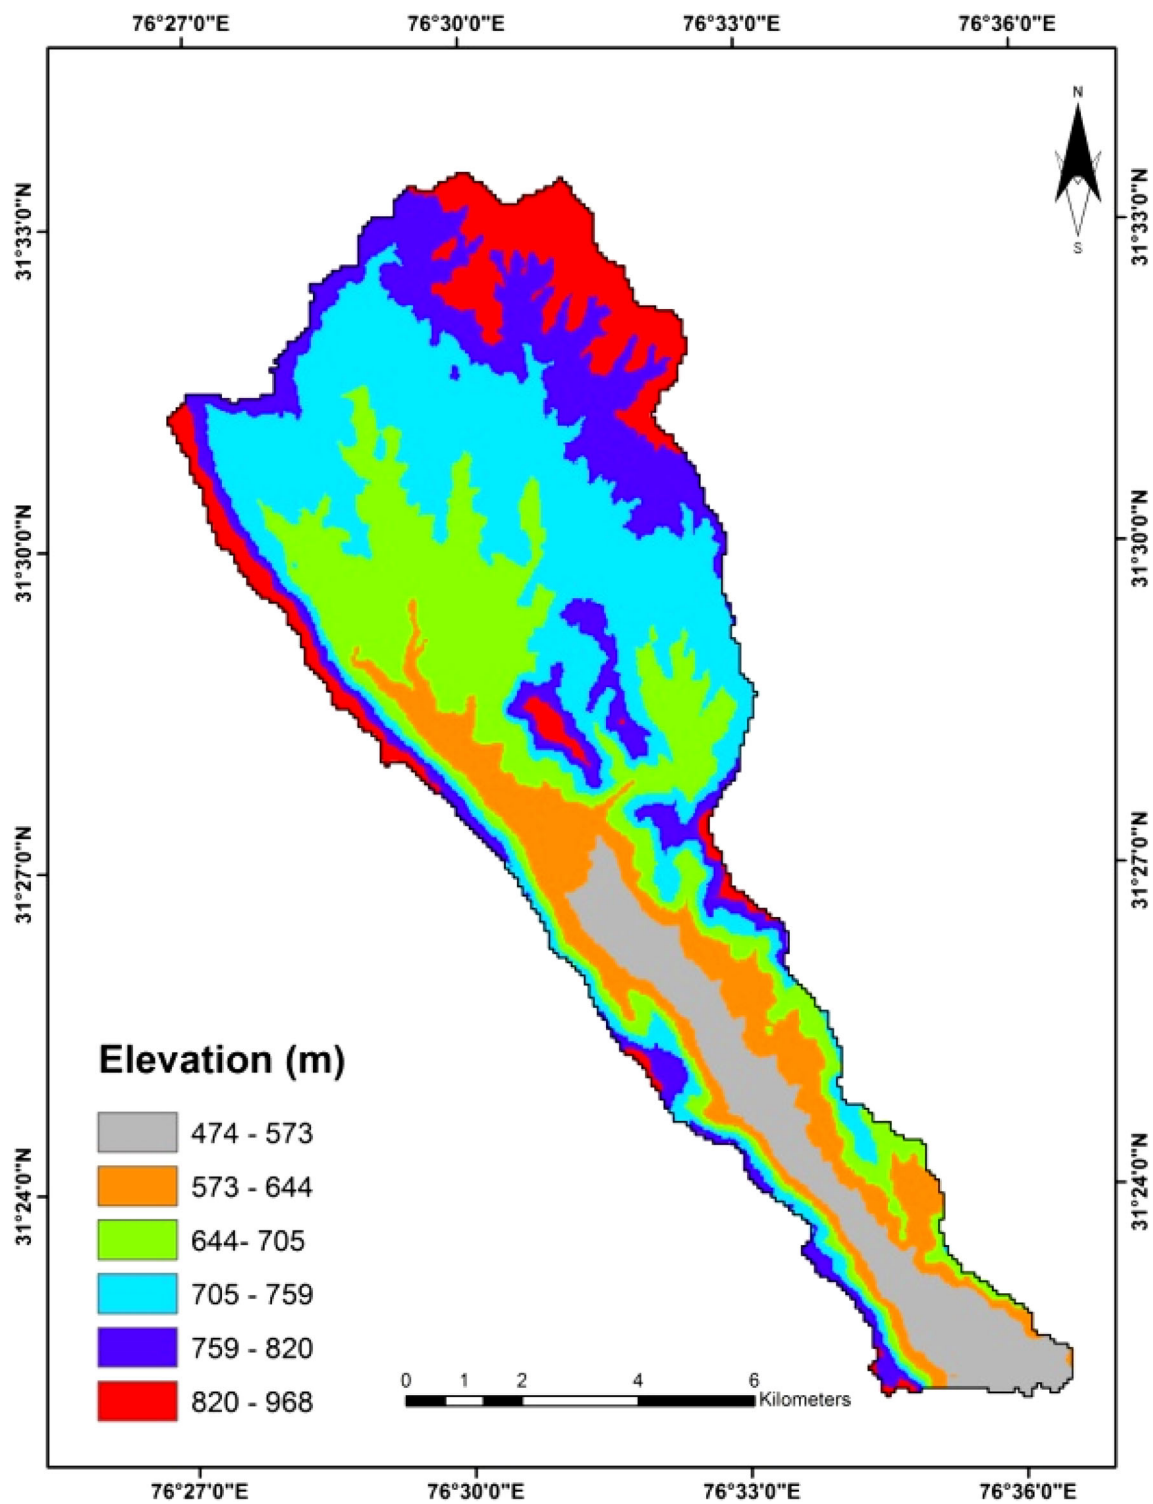 76°27'0"E 76°30'0"E 76°33'0"E 76°36'0"E
N
S
31°33'0"N 31°33'0"N
31°30'0"N 31°30'0"N
31°27'0"N 31°27'0"N
31°24'0"N 31°24'0"N
Elevation (m)
474 - 573
573 - 644
644- 705
705 - 759
759 - 820
820 - 968
0 1 2 4 6
Kilometers
76°27'0"E 76°30'0"E 76°33'0"E 76°36'0"E